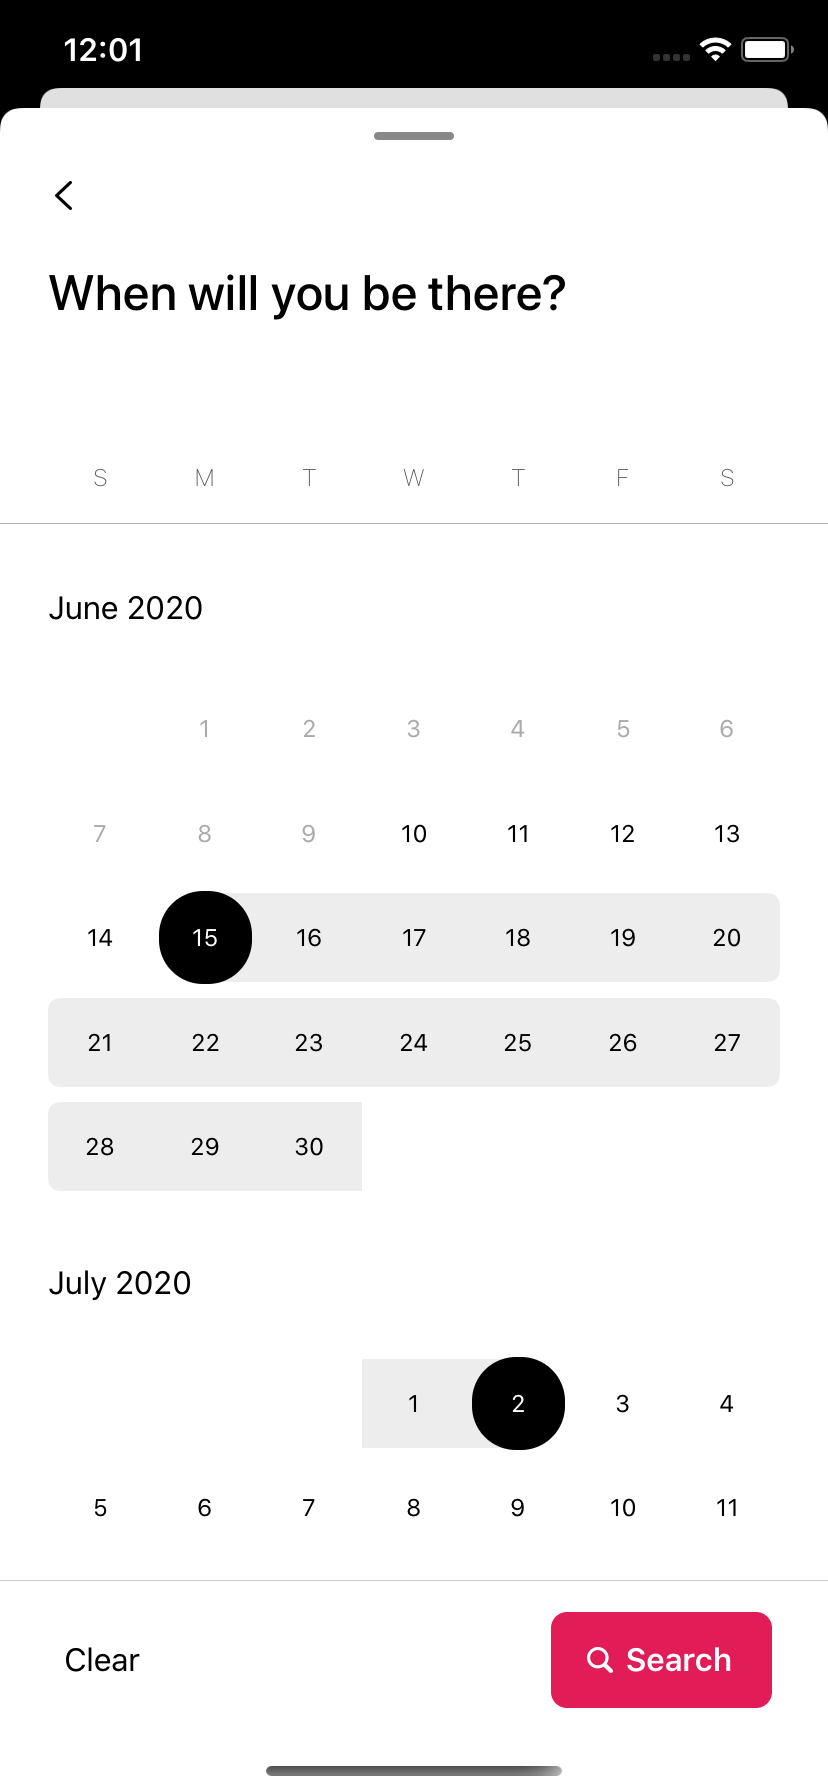 12:01
When will you be there?
S M T W T F S
June 2020
1 2 3 4 5 6
7 8 9 10 11 12 13
14 15 16 17 18 19 20
21 22 23 24 25 26 27
28 29 30
July 2020
1 2 3 4
5 6 7 8 9 10 11
Clear Search